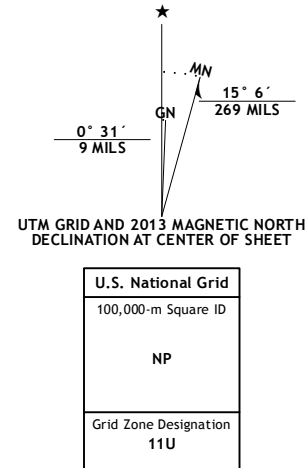 ★
MN
GN
15° 6´
269 MILS
0° 31´
9 MILS
UTM GRID AND 2013 MAGNETIC NORTH
DECLINATION AT CENTER OF SHEET
U.S. National Grid
100,000-m Square ID
NP
Grid Zone Designation
11U